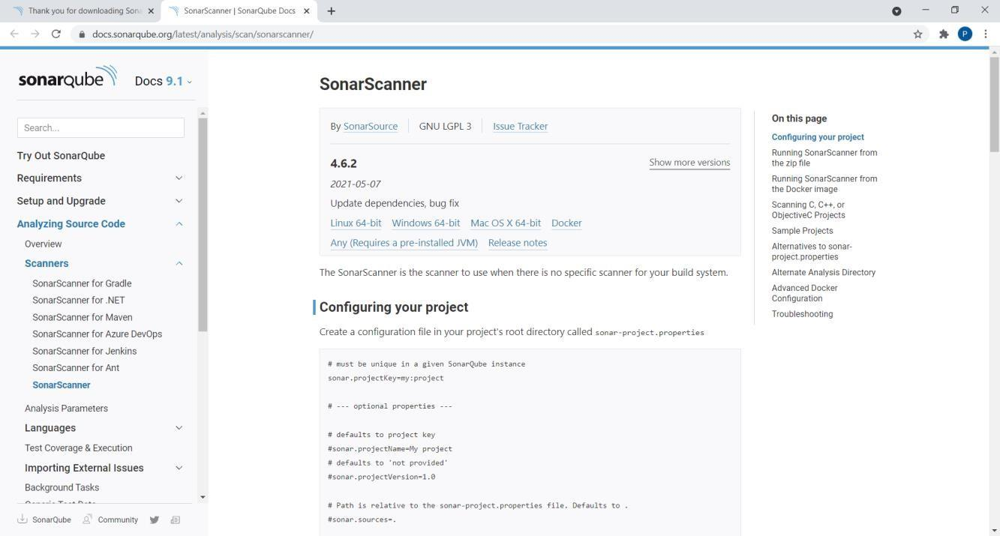 Thank you for downloading Sona
SonarScanner | SonarQube Docs
docs.sonarqube.org/latest/analysis/scan/sonarscanner/
P
sonarqube
Docs 9.1
Search...
Try Out SonarQube
Requirements
Setup and Upgrade
Analyzing Source Code
Overview
Scanners
SonarScanner for Gradle
SonarScanner for .NET
SonarScanner for Maven
SonarScanner for Azure DevOps
SonarScanner for Jenkins
SonarScanner for Ant
SonarScanner
Analysis Parameters
Languages
Test Coverage & Execution
Importing External Issues
Background Tasks
Generic Test Data
SonarQube Community
SonarScanner
By SonarSource GNU LGPL 3 Issue Tracker
4.6.2 Show more versions
2021-05-07
Update dependencies, bug fix
Linux 64-bit Windows 64-bit Mac OS X 64-bit Docker
Any (Requires a pre-installed JVM) Release notes
The SonarScanner is the scanner to use when there is no specific scanner for your build system.
Configuring your project
Create a configuration file in your project's root directory called sonar-project.properties
# must be unique in a given SonarQube instance
sonar.projectKey=my:project
# --- optional properties ---
# defaults to project key
#sonar.projectName=My project
# defaults to 'not provided'
#sonar.projectVersion=1.0
# Path is relative to the sonar-project.properties file. Defaults to .
#sonar.sources=.
On this page
Configuring your project
Running SonarScanner from
the zip file
Running SonarScanner from
the Docker image
Scanning C, C++, or
ObjectiveC Projects
Sample Projects
Alternatives to sonar-
project.properties
Alternate Analysis Directory
Advanced Docker
Configuration
Troubleshooting